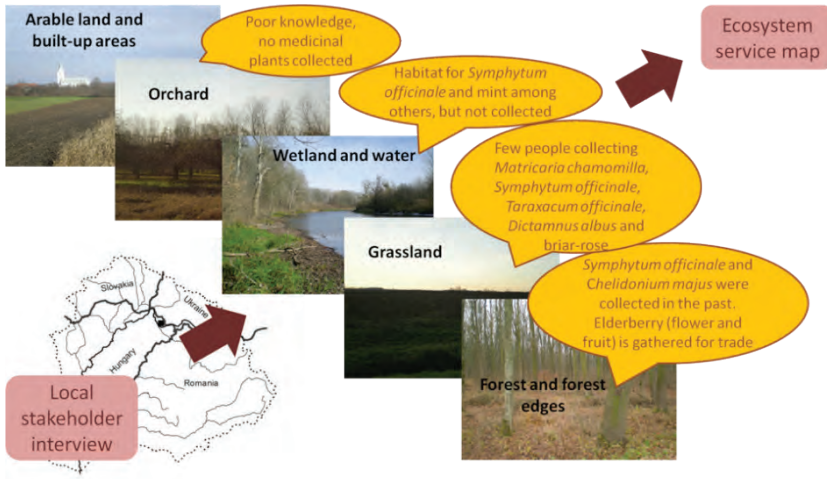 Arable land and
built-up areas
Poor knowledge,
no medicinal
plants collected
Ecosystem
service map
Orchard
Habitat for Symphytum
officinale and mint among
others, but not collected
Wetland and water
Few people collecting
Matricaria chamomilla,
Symphytum officinale,
Taraxacum officinale,
Dictamnus albus and
briar-rose
Grassland
Symphytum officinale and
Chelidonium majus were
collected in the past.
Elderberry (flower and
fruit) is gathered for trade
Forest and forest
edges
Slovakia
Ukraine
Hungary
Romania
Local
stakeholder
interview